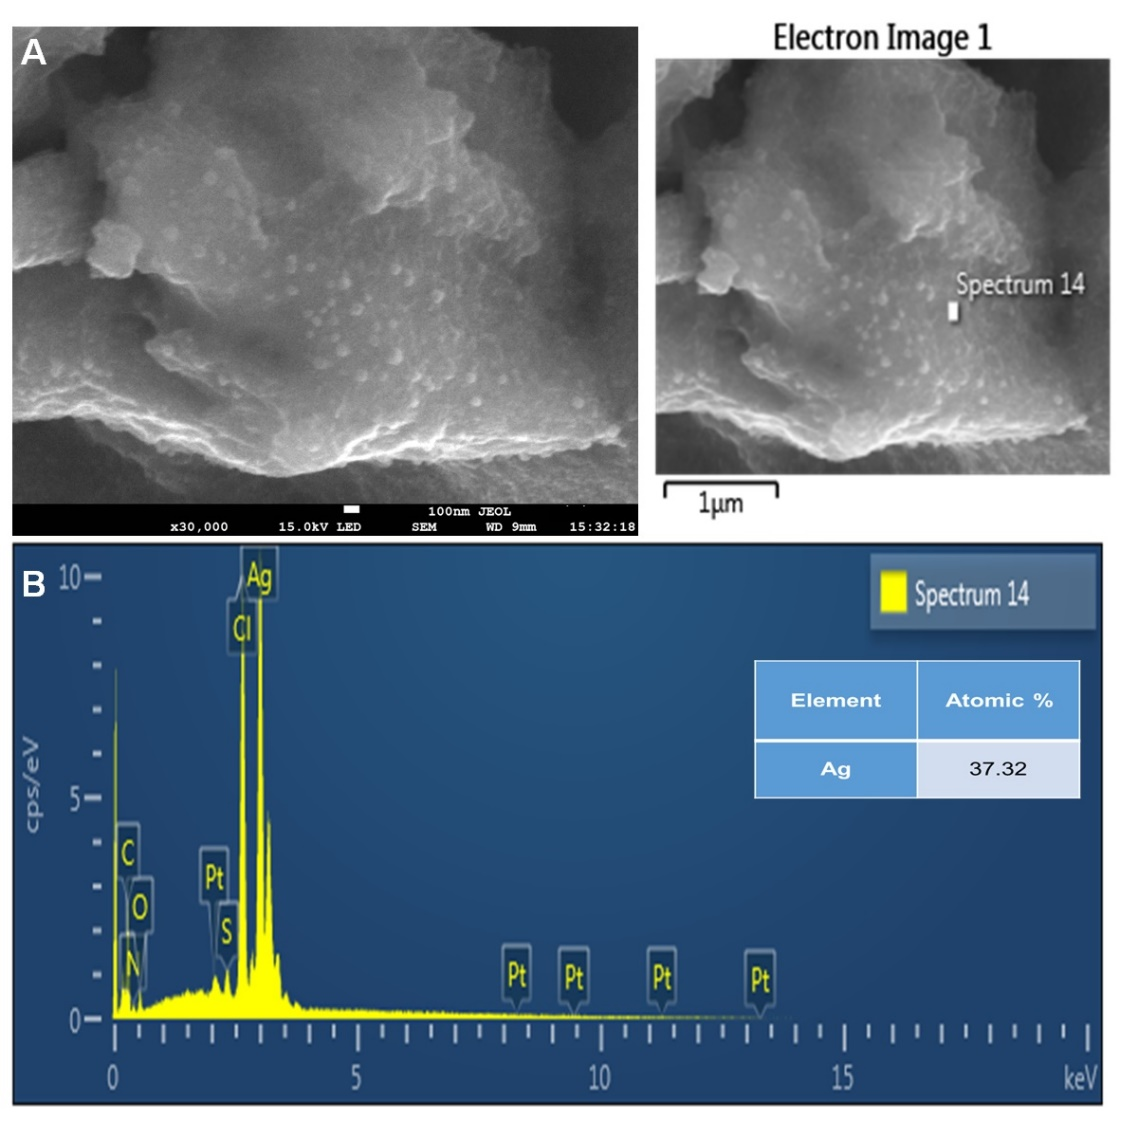 A
Electron Image 1
Spectrum 14
1µm
100nm JEOL
x30,000 15.0kV LED SEM WD 9mm 15:32:18
B
10
Ag
Cl
Spectrum 14
Element Atomic %
Ag 37.32
cps/eV
5
C
Pt
O
S
N
Pt Pt Pt Pt
0
0 5 10 15 keV